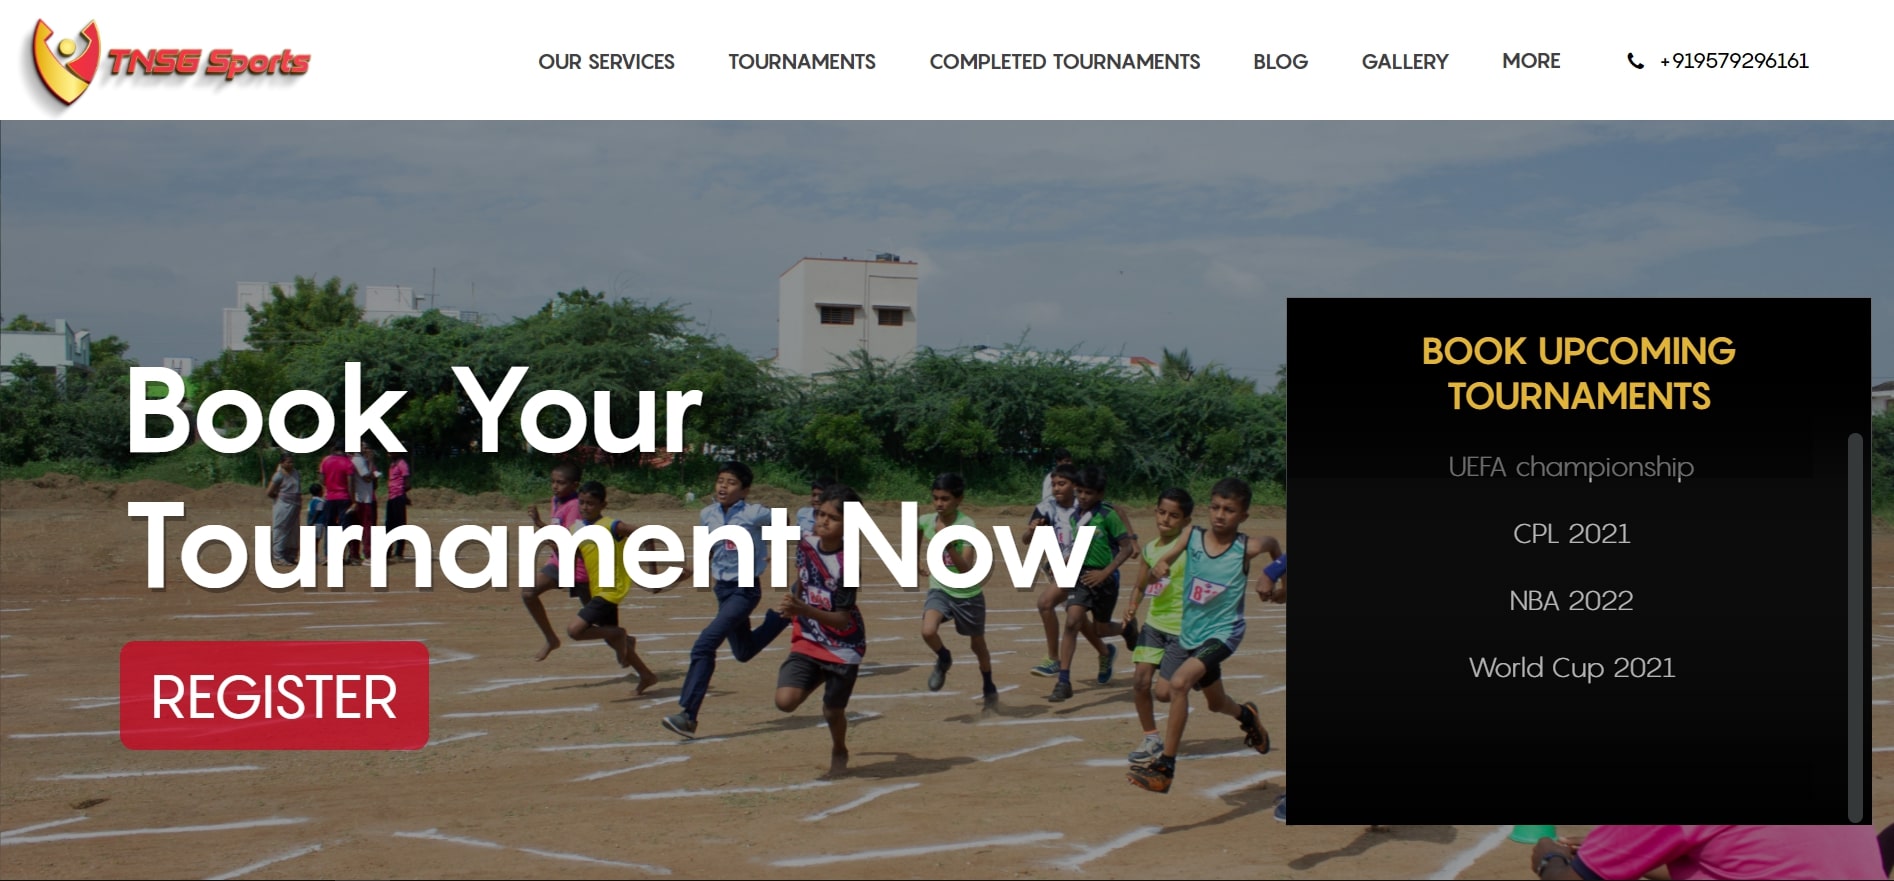 TNSG Sports
OUR SERVICES
TOURNAMENTS
COMPLETED TOURNAMENTS
BLOG
GALLERY
MORE
+919579296161
Book Your
Tournament Now
REGISTER
BOOK UPCOMING
TOURNAMENTS
UEFA championship
CPL 2021
NBA 2022
World Cup 2021